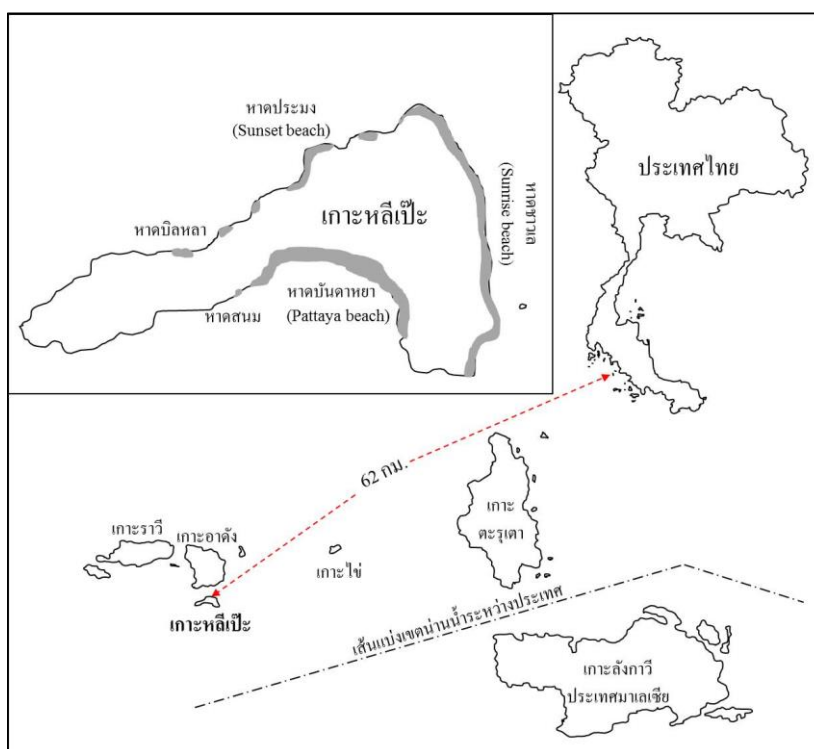 หาดประมง
(Sunset beach)
ประเทศไทย
เกาะหลีเป๊ะ
หาดชาวเล
(Sunrise beach)
หาดบิลหลา
หาดบันดาหยา
(Pattaya beach)
หาดสนม
62 กม.
เกาะ
ตะรุเตา
เกาะราวี
เกาะอาดัง
เกาะไข่
เกาะหลีเป๊ะ
เส้นแบ่งเขตน่านน้ำระหว่างประเทศ
เกาะลังกาวี
ประเทศมาเลเซีย